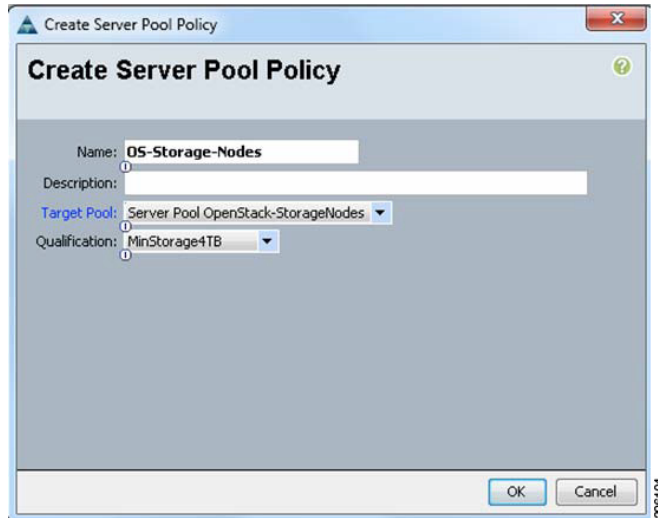 Create Server Pool Policy
Create Server Pool Policy
Name: OS-Storage-Nodes
Description:
Target Pool: Server Pool OpenStack-StorageNodes
Qualification: MinStorage4TB
OK Cancel